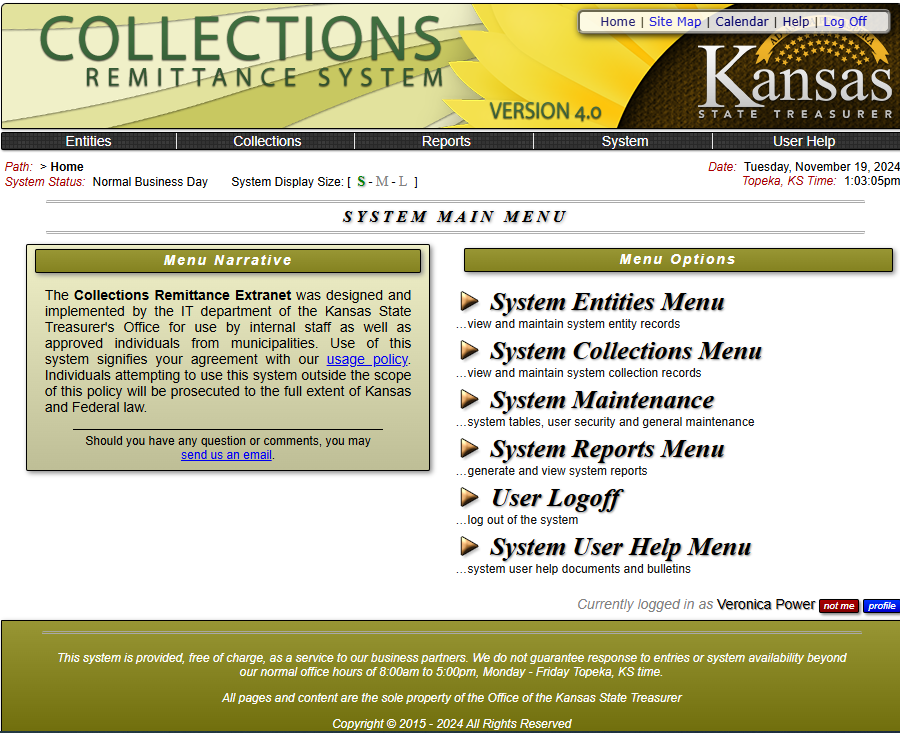 COLLECTIONS
REMITTANCE SYSTEM
VERSION 4.0
Home | Site Map | Calendar | Help | Log Off
Kansas
STATE TREASURER
Entities Collections Reports System User Help
Path: > Home
Date: Tuesday, November 19, 2024
System Status: Normal Business Day System Display Size: [ S - M - L ]
Topeka, KS Time: 1:03:05pm
SYSTEM MAIN MENU
Menu Narrative
The Collections Remittance Extranet was designed and
implemented by the IT department of the Kansas State
Treasurer's Office for use by internal staff as well as
approved individuals from municipalities. Use of this
system signifies your agreement with our usage policy.
Individuals attempting to use this system outside the scope
of this policy will be prosecuted to the full extent of Kansas
and Federal law.
Should you have any question or comments, you may
send us an email.
Menu Options
System Entities Menu
...view and maintain system entity records
System Collections Menu
...view and maintain system collection records
System Maintenance
...system tables, user security and general maintenance
System Reports Menu
...generate and view system reports
User Logoff
...log out of the system
System User Help Menu
...system user help documents and bulletins
Currently logged in as Veronica Power not me profile
This system is provided, free of charge, as a service to our business partners. We do not guarantee response to entries or system availability beyond
our normal office hours of 8:00am to 5:00pm, Monday - Friday Topeka, KS time.
All pages and content are the sole property of the Office of the Kansas State Treasurer
Copyright © 2015 - 2024 All Rights Reserved